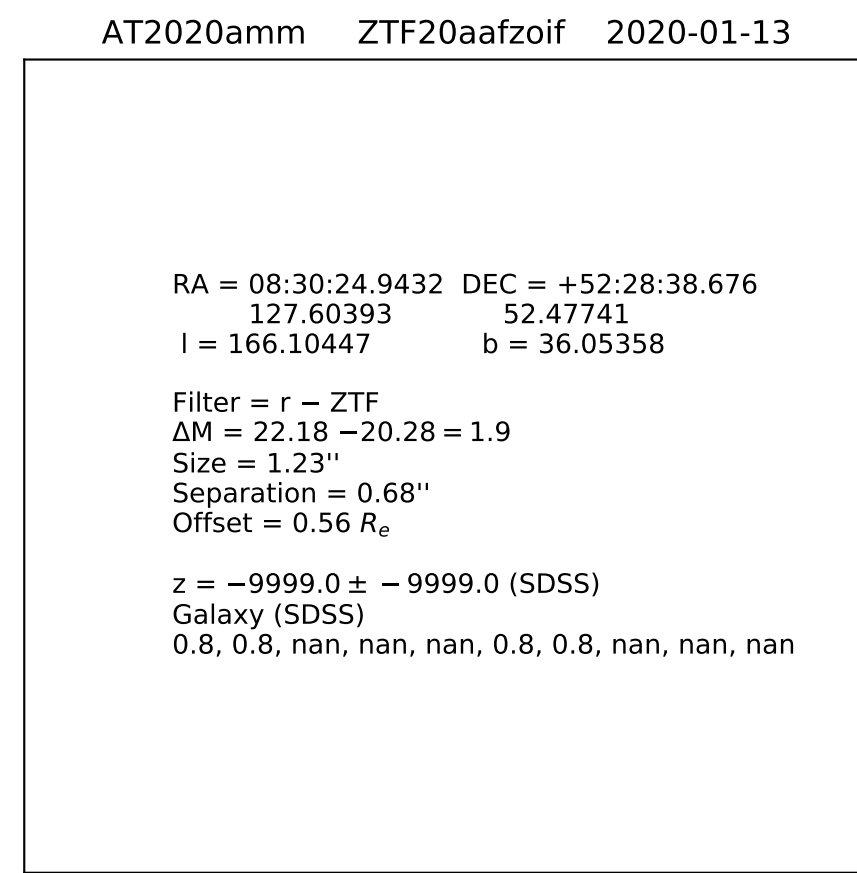 AT2020amm ZTF20aafzoif 2020-01-13
RA = 08:30:24.9432 DEC = +52:28:38.676
127.60393 52.47741
l = 166.10447 b = 36.05358
Filter = r − ZTF
ΔM = 22.18 −20.28 = 1.9
Size = 1.23''
Separation = 0.68''
Offset = 0.56 Re
z = −9999.0 ± − 9999.0 (SDSS)
Galaxy (SDSS)
0.8, 0.8, nan, nan, nan, 0.8, 0.8, nan, nan, nan